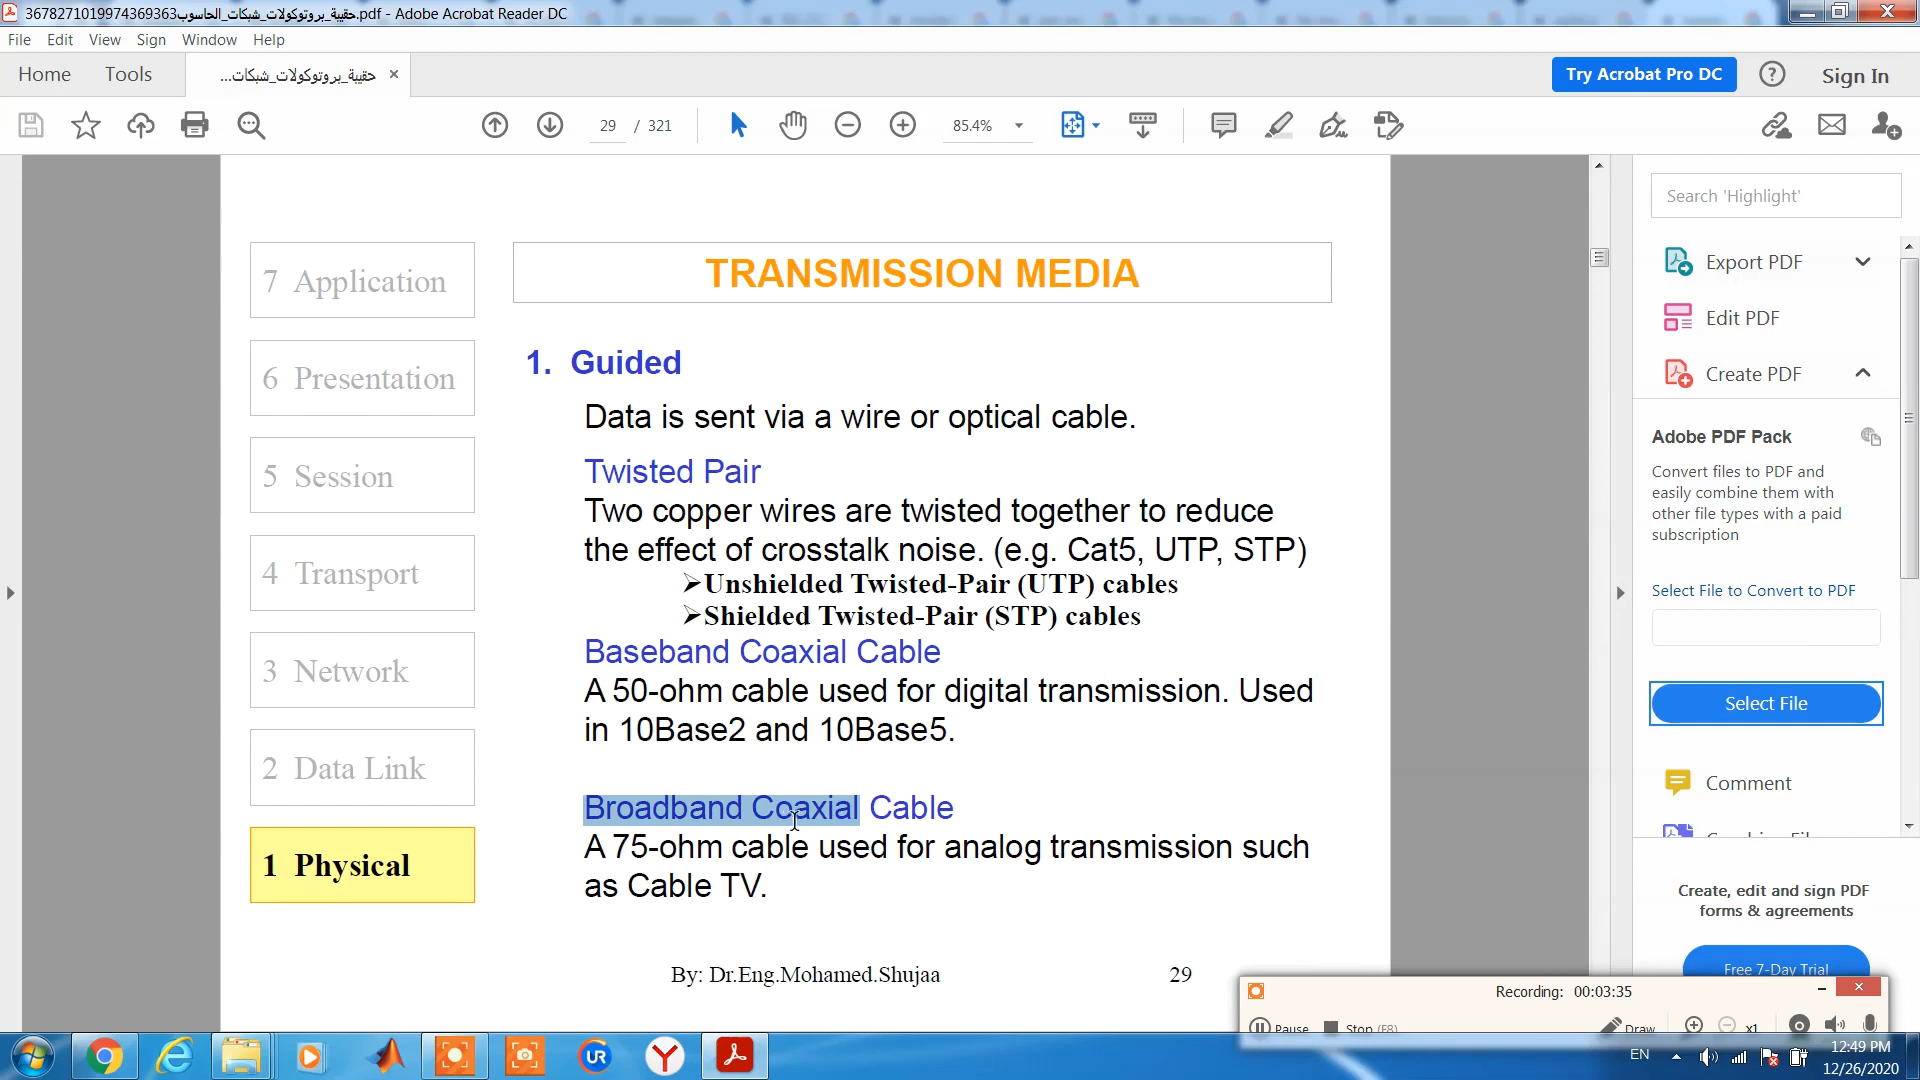 3678271019974369363حقيبة_بروتوكولات_شبكات_الحاسوب.pdf - Adobe Acrobat Reader DC
File Edit View Sign Window Help
Home Tools حقيبة_بروتوكولات_شبكات... × Try Acrobat Pro DC Sign In
29 / 321 85.4%
Search 'Highlight'
Export PDF
Edit PDF
Create PDF
Adobe PDF Pack
Convert files to PDF and
easily combine them with
other file types with a paid
subscription
Select File to Convert to PDF
Select File
Comment
Create, edit and sign PDF
forms & agreements
Free 7-Day Trial
7 Application
6 Presentation
5 Session
4 Transport
3 Network
2 Data Link
1 Physical
TRANSMISSION MEDIA
1. Guided
Data is sent via a wire or optical cable.
Twisted Pair
Two copper wires are twisted together to reduce
the effect of crosstalk noise. (e.g. Cat5, UTP, STP)
➢Unshielded Twisted-Pair (UTP) cables
➢Shielded Twisted-Pair (STP) cables
Baseband Coaxial Cable
A 50-ohm cable used for digital transmission. Used
in 10Base2 and 10Base5.
Broadband Coaxial Cable
A 75-ohm cable used for analog transmission such
as Cable TV.
By: Dr.Eng.Mohamed.Shujaa 29
Recording: 00:03:35
Pause Stop (F8) Draw x1
EN 12:49 PM
12/26/2020